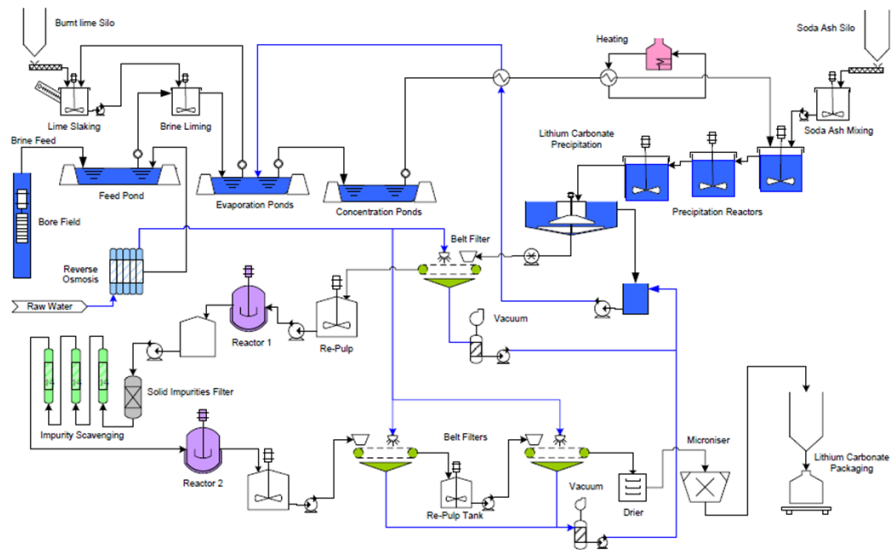 Burnt lime Silo
Soda Ash Silo
Heating
Lime Slaking
Brine Liming
Soda Ash Mixing
Brine Feed
Lithium Carbonate
Precipitation
Feed Pond
Evaporation Ponds
Concentration Ponds
Precipitation Reactors
Bore Field
Belt Filter
Reverse
Osmosis
Raw Water
Vacuum
Reactor 1
Re-Pulp
Solid Impurities Filter
Impurity Scavenging
Belt Filters
Microniser
Lithium Carbonate
Packaging
Reactor 2
Vacuum
Re-Pulp Tank
Drier